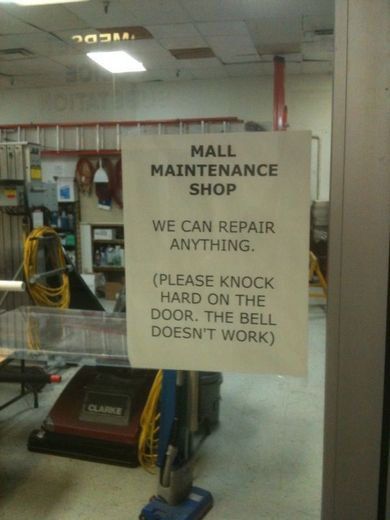 MALL
MAINTENANCE
SHOP
WE CAN REPAIR
ANYTHING.
(PLEASE KNOCK
HARD ON THE
DOOR. THE BELL
DOESN'T WORK)
CLARKE